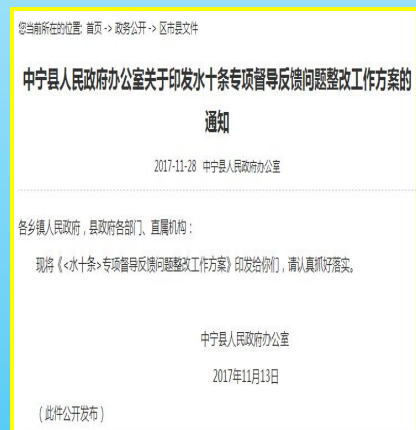 您当前所在的位置: 首页 -> 政务公开 -> 区市县文件
中宁县人民政府办公室关于印发水十条专项督导反馈问题整改工作方案的
通知
2017-11-28 中宁县人民政府办公室
各乡镇人民政府，县政府各部门、直属机构：
现将《<水十条>专项督导反馈问题整改工作方案》印发给你们，请认真抓好落实。
中宁县人民政府办公室
2017年11月13日
（此件公开发布）